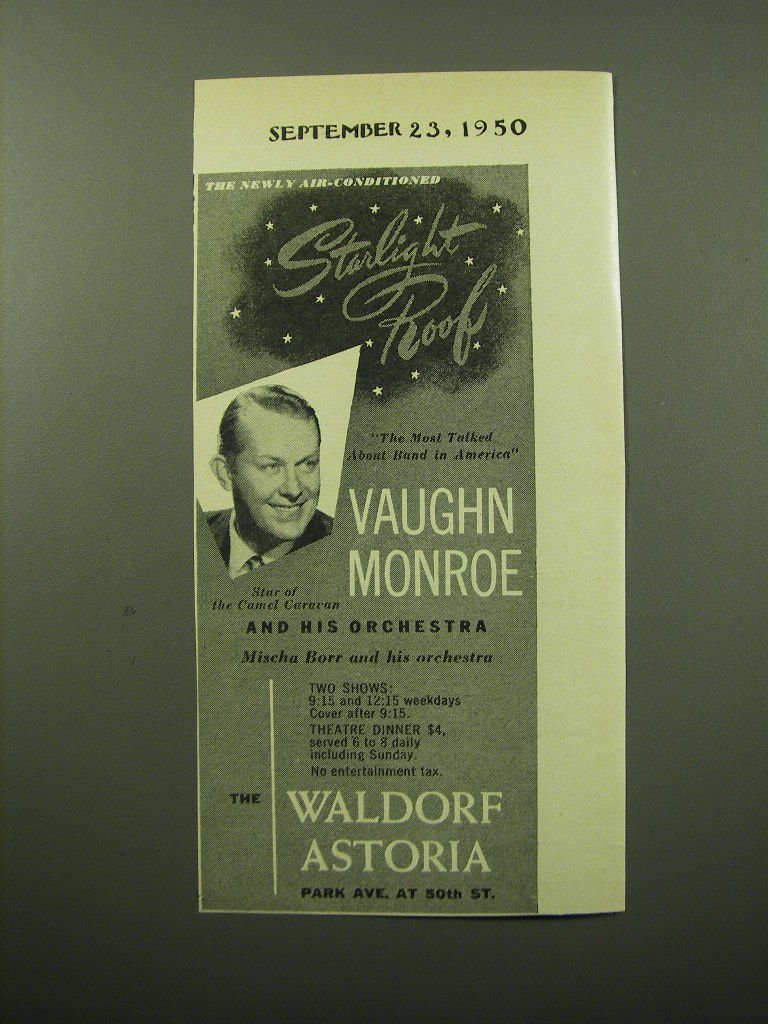 SEPTEMBER 23, 1950
THE NEWLY AIR-CONDITIONED
Starlight
Roof
"The Most Talked
About Band in America"
VAUGHN
MONROE
Star of
the Camel Caravan
AND HIS ORCHESTRA
Mischa Borr and his orchestra
TWO SHOWS:
9:15 and 12:15 weekdays
Cover after 9:15.
THEATRE DINNER $4,
served 6 to 8 daily
including Sunday.
No entertainment tax.
THE
WALDORF
ASTORIA
PARK AVE. AT 50th ST.